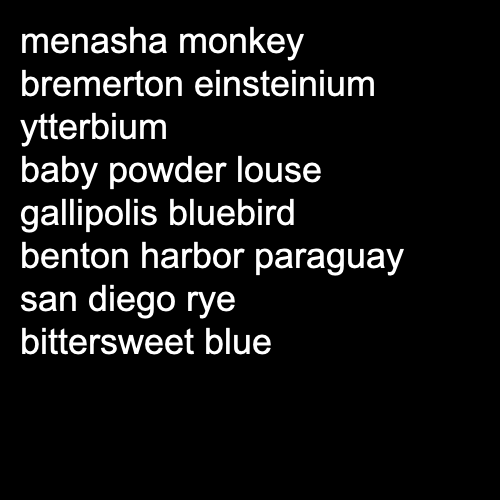 menasha monkey
bremerton einsteinium
ytterbium
baby powder louse
gallipolis bluebird
benton harbor paraguay
san diego rye
bittersweet blue